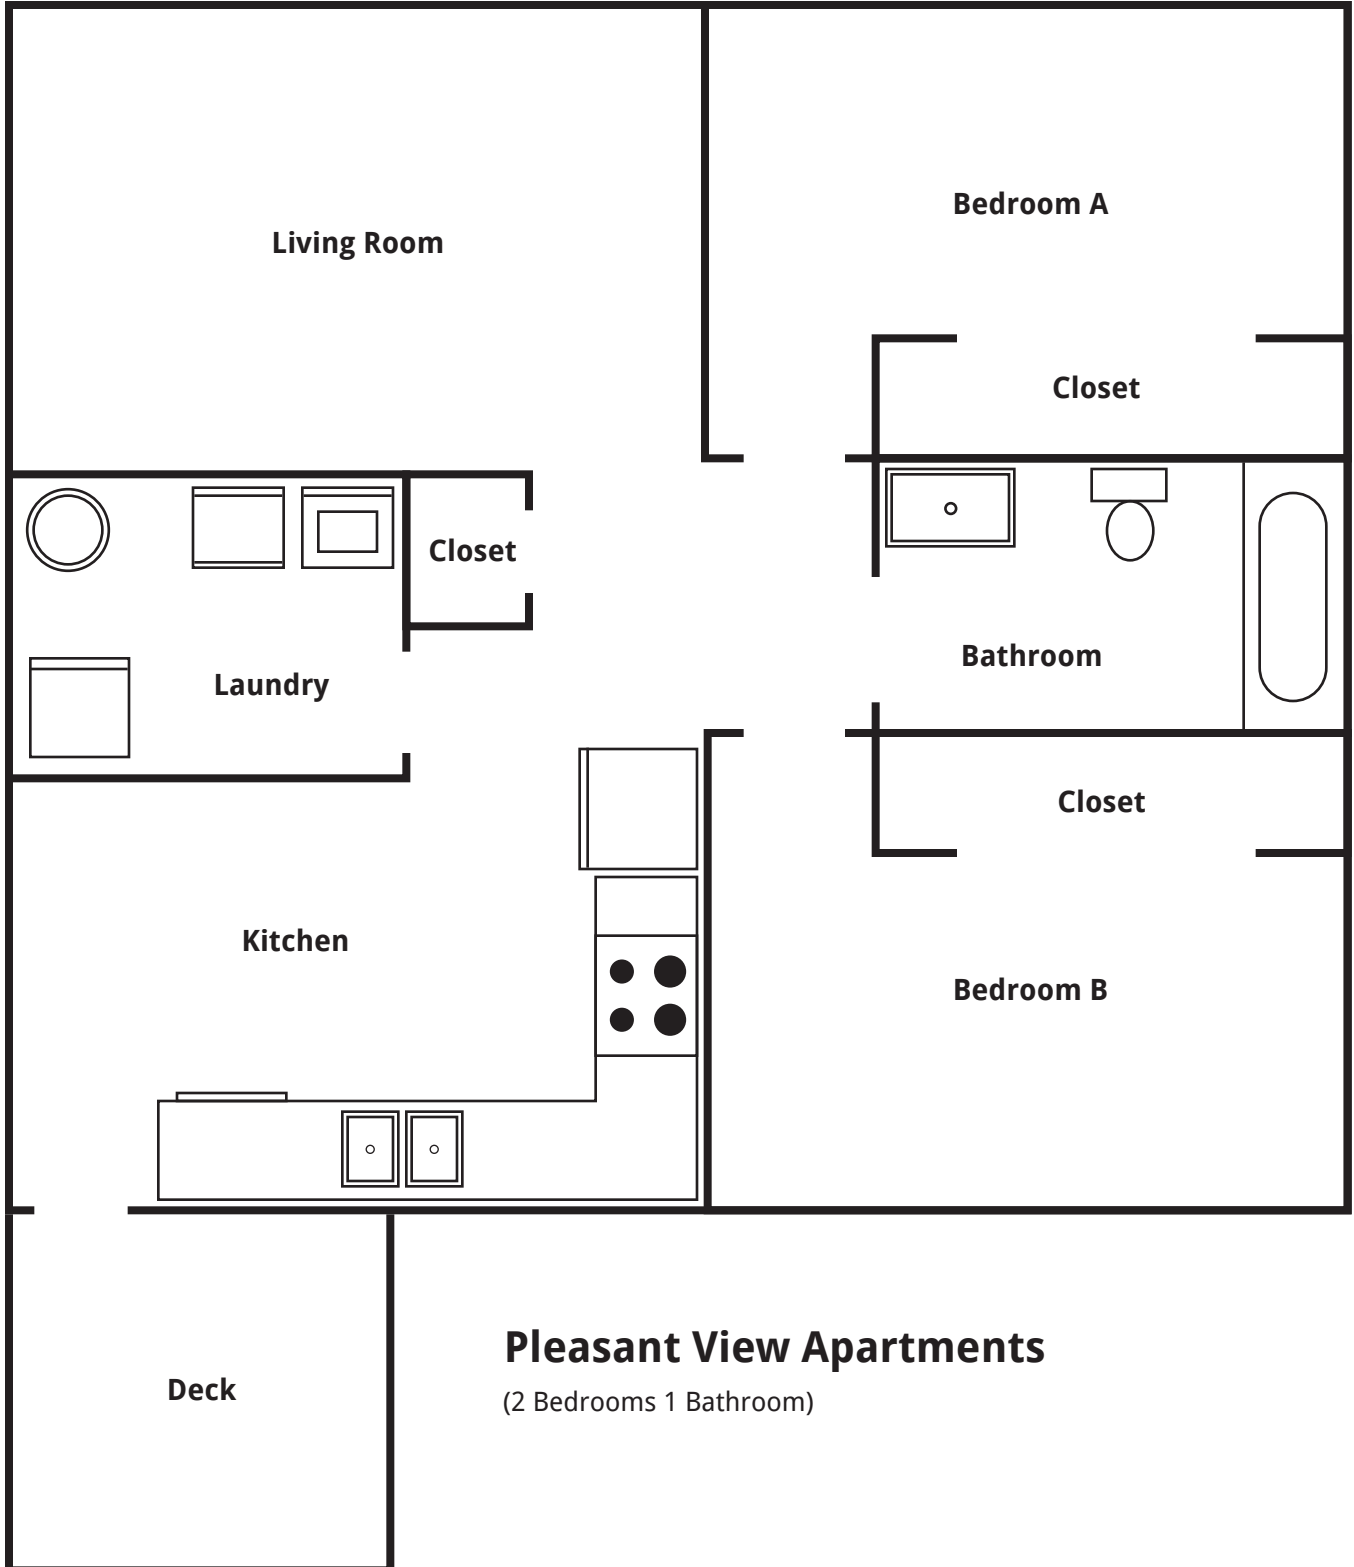 Living Room
Bedroom A
Closet
Closet
Bathroom
Laundry
Closet
Kitchen
Bedroom B
Pleasant View Apartments
(2 Bedrooms 1 Bathroom)
Deck